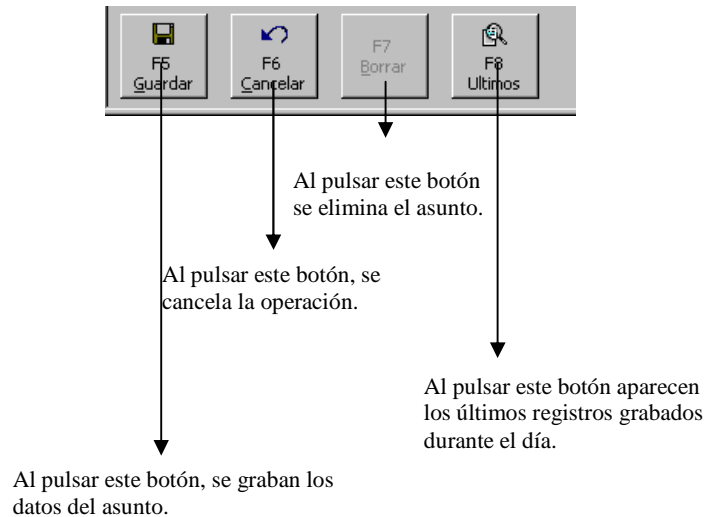 F5
Guardar
F6
Cancelar
F7
Borrar
F8
Ultimos
Al pulsar este botón
se elimina el asunto.
Al pulsar este botón, se
cancela la operación.
Al pulsar este botón aparecen
los últimos registros grabados
durante el día.
Al pulsar este botón, se graban los
datos del asunto.